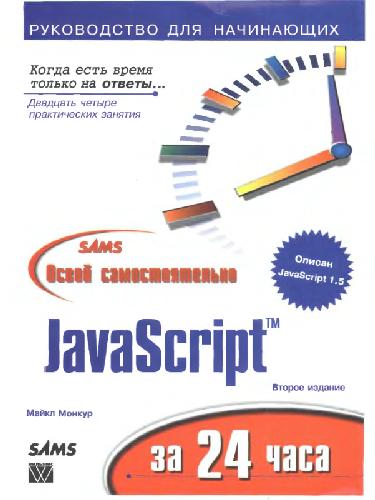 РУКОВОДСТВО ДЛЯ НАЧИНАЮЩИХ
Когда есть время
только на ответы...
Двадцать четыре
практических занятия
SAMS
Освой самостоятельно
Описан
JavaScript 1.5
JavaScript™
Второе издание
Майкл Монкур
SAMS
W
за 24 часа